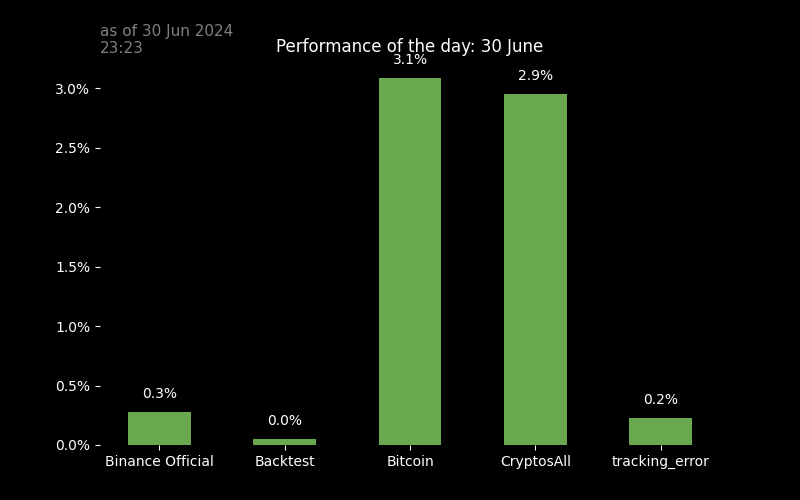 as of 30 Jun 2024
23:23
Performance of the day: 30 June
3.1%
2.9%
3.0%
2.5%
2.0%
1.5%
1.0%
0.5%
0.3%
0.0%
0.2%
0.0%
Binance Official
Backtest
Bitcoin
CryptosAll
tracking_error